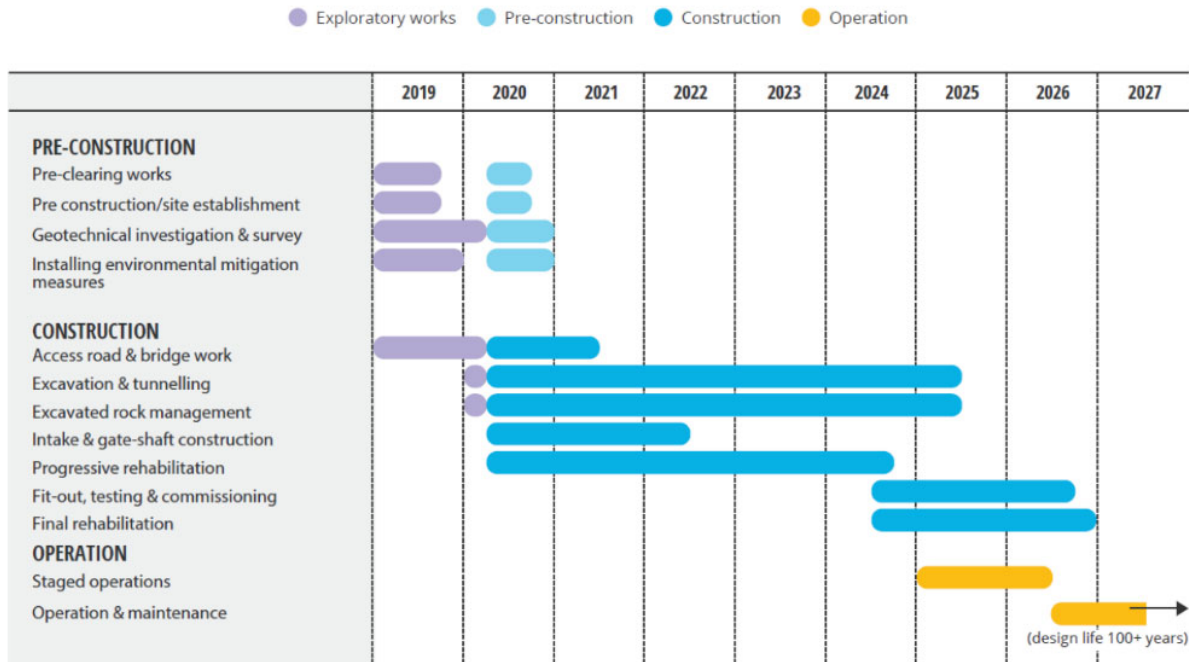 Exploratory works Pre-construction Construction Operation
2019 2020 2021 2022 2023 2024 2025 2026 2027
PRE-CONSTRUCTION
Pre-clearing works
Pre construction/site establishment
Geotechnical investigation & survey
Installing environmental mitigation
measures
CONSTRUCTION
Access road & bridge work
Excavation & tunnelling
Excavated rock management
Intake & gate-shaft construction
Progressive rehabilitation
Fit-out, testing & commissioning
Final rehabilitation
OPERATION
Staged operations
Operation & maintenance
(design life 100+ years)